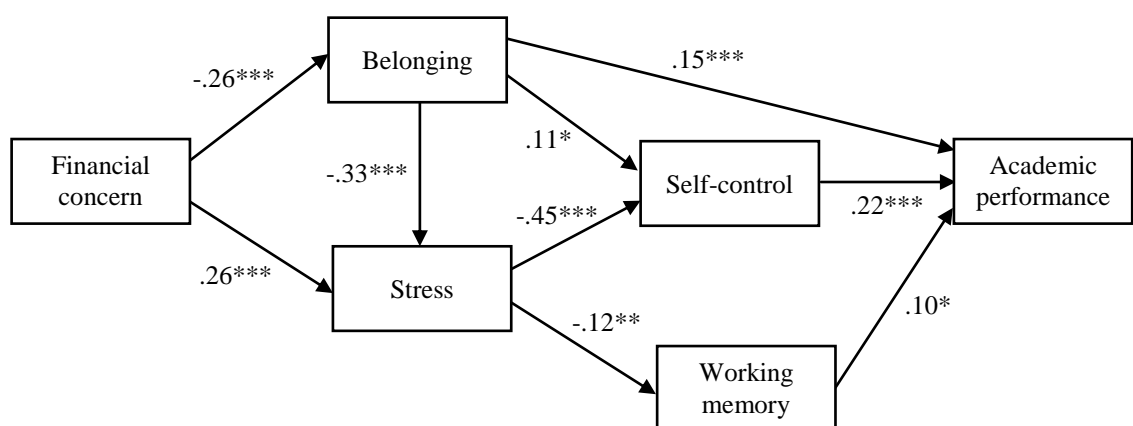 Belonging
.15***
-.26***
.11*
Financial
concern
-.33***
Self-control
Academic
performance
-.45***
.22***
.26***
Stress
-.12**
.10*
Working
memory